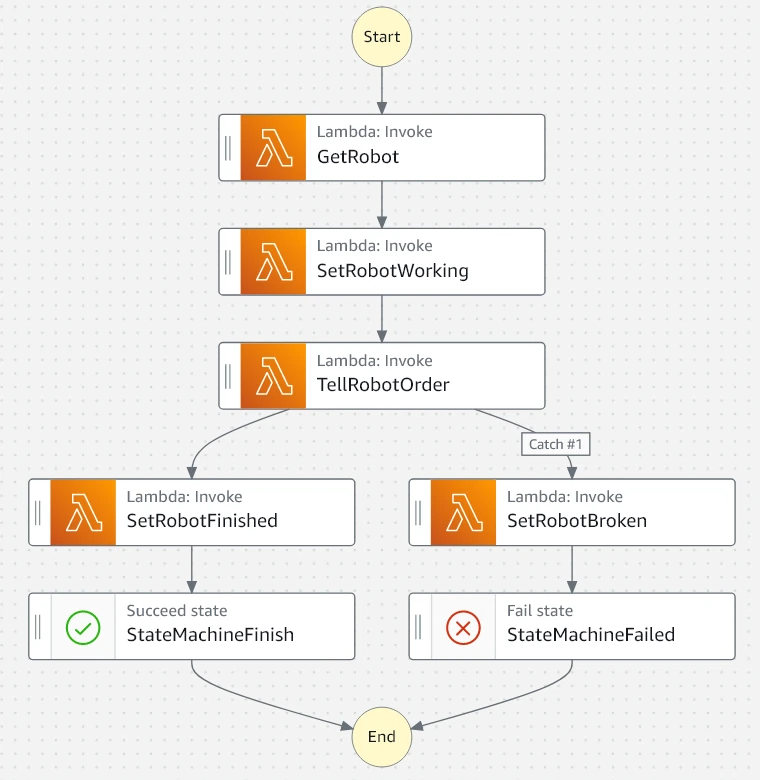 Start
Lambda: Invoke
GetRobot
Lambda: Invoke
SetRobotWorking
Lambda: Invoke
TellRobotOrder
Catch #1
Lambda: Invoke
SetRobotFinished
Lambda: Invoke
SetRobotBroken
Succeed state
StateMachineFinish
Fail state
StateMachineFailed
End